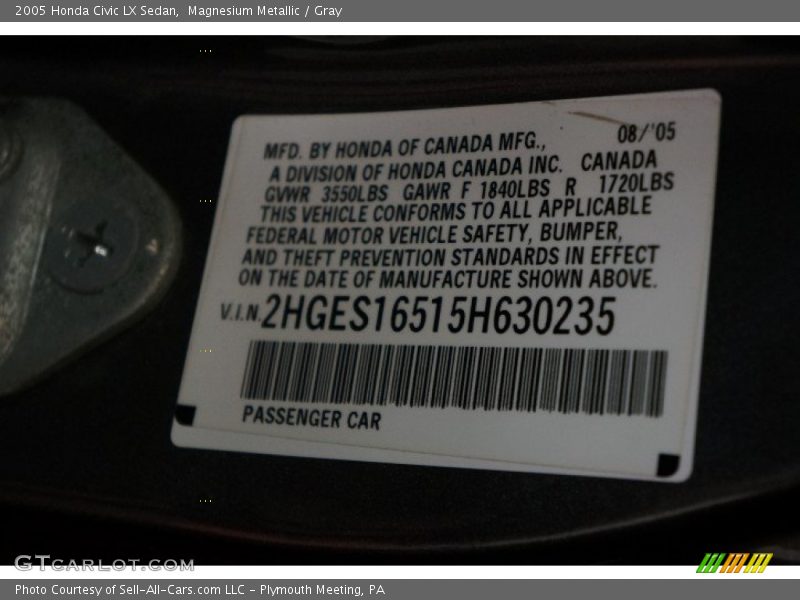 2005 Honda Civic LX Sedan,  Magnesium Metallic / Gray
08/'05
MFD. BY HONDA OF CANADA MFG.,
A DIVISION OF HONDA CANADA INC.  CANADA
GVWR 3550LBS  GAWR F 1840LBS  R  1720LBS
THIS VEHICLE CONFORMS TO ALL APPLICABLE
FEDERAL MOTOR VEHICLE SAFETY, BUMPER,
AND THEFT PREVENTION STANDARDS IN EFFECT
ON THE DATE OF MANUFACTURE SHOWN ABOVE.
V.I.N. 2HGES16515H630235
PASSENGER CAR
GTCARLOT.COM
Photo Courtesy of Sell-All-Cars.com LLC - Plymouth Meeting, PA